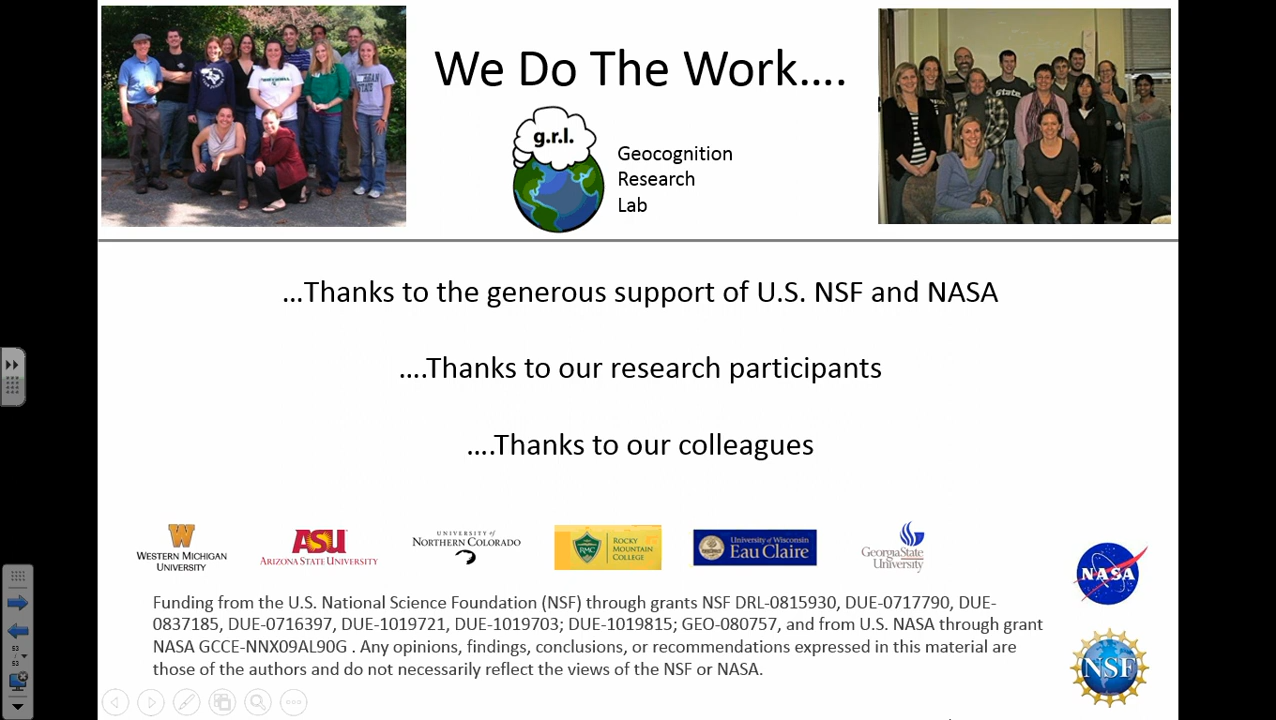 We Do The Work....
g.r.l.
Geocognition
Research
Lab
...Thanks to the generous support of U.S. NSF and NASA
....Thanks to our research participants
....Thanks to our colleagues
WESTERN MICHIGAN
UNIVERSITY
ASU
ARIZONA STATE UNIVERSITY
UNIVERSITY of
NORTHERN COLORADO
RMC
ROCKY
MOUNTAIN
COLLEGE
University of Wisconsin
Eau Claire
GeorgiaState
University
NASA
Funding from the U.S. National Science Foundation (NSF) through grants NSF DRL-0815930, DUE-0717790, DUE-
0837185, DUE-0716397, DUE-1019721, DUE-1019703; DUE-1019815; GEO-080757, and from U.S. NASA through grant
NASA GCCE-NNX09AL90G . Any opinions, findings, conclusions, or recommendations expressed in this material are
those of the authors and do not necessarily reflect the views of the NSF or NASA.
NSF
53
53